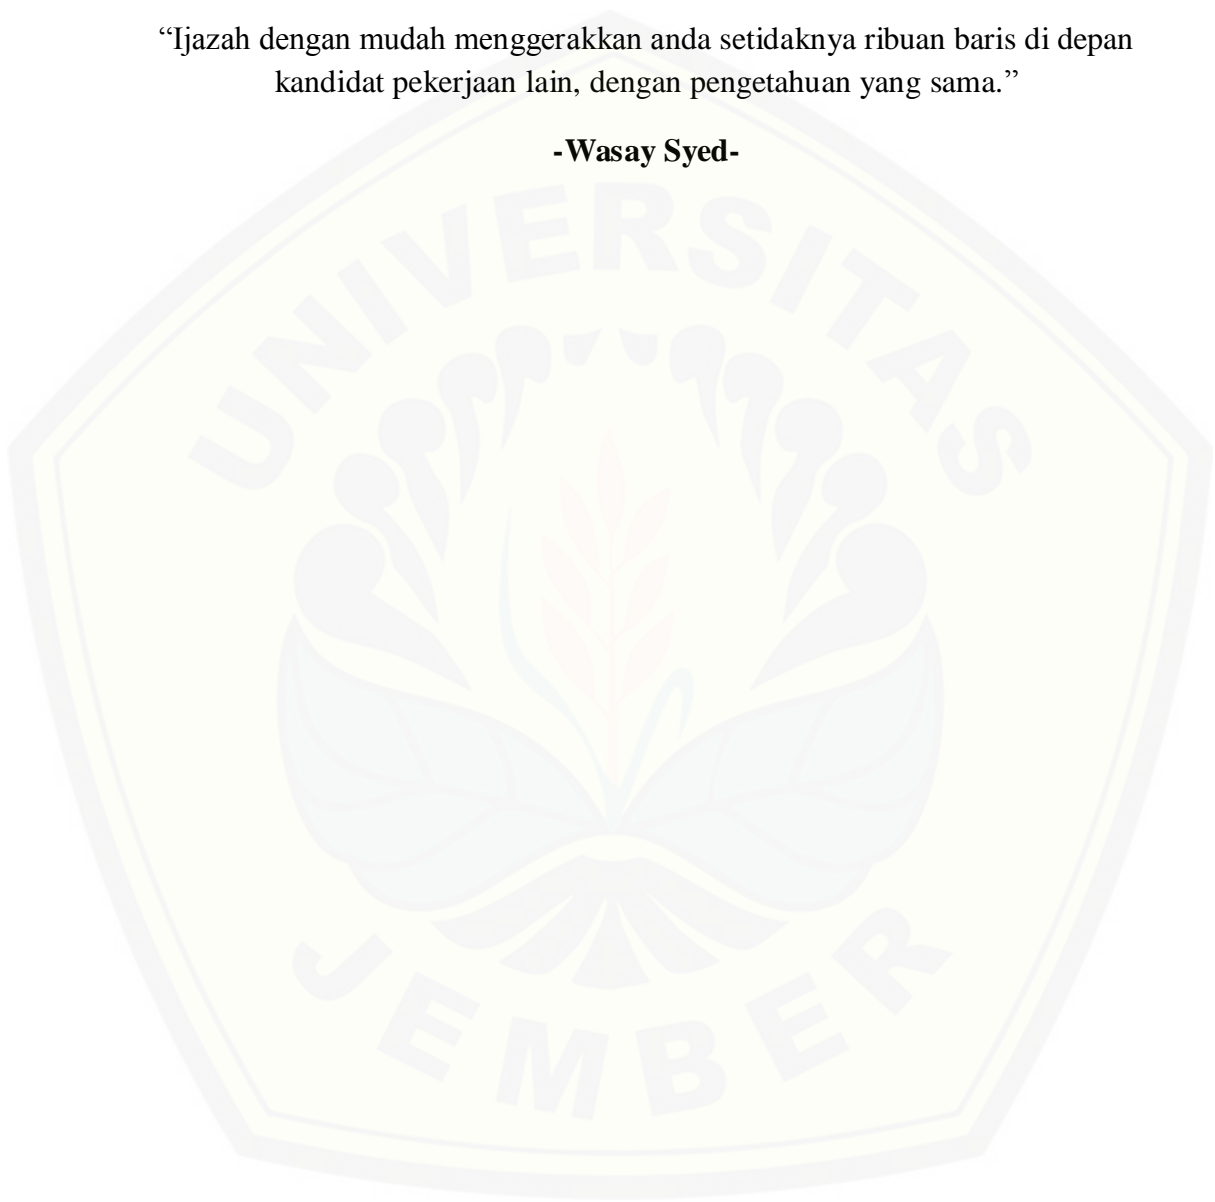 “Ijazah dengan mudah menggerakkan anda setidaknya ribuan baris di depan
kandidat pekerjaan lain, dengan pengetahuan yang sama.”
-Wasay Syed-
UNIVERSITAS
JEMBER